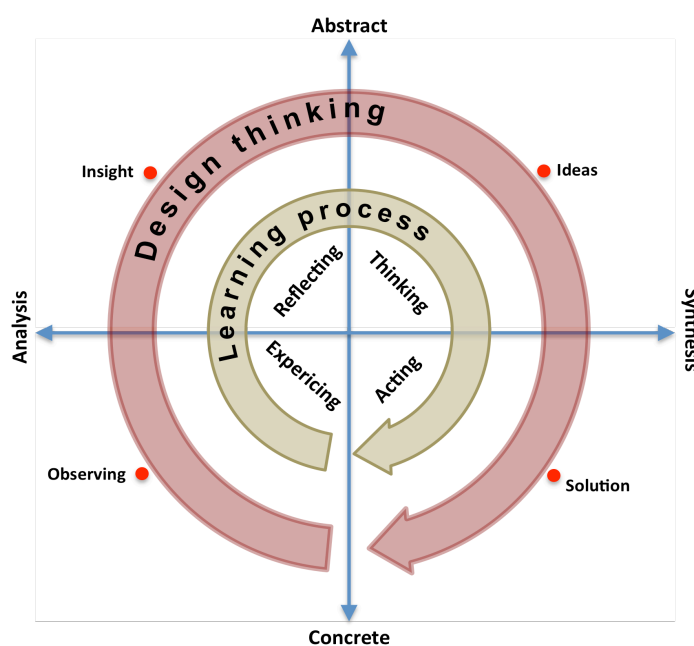 Abstract
Design thinking
Insight
Ideas
Learning process
Reflecting
Thinking
Analysis
Synthesis
Expericing
Acting
Observing
Solution
Concrete